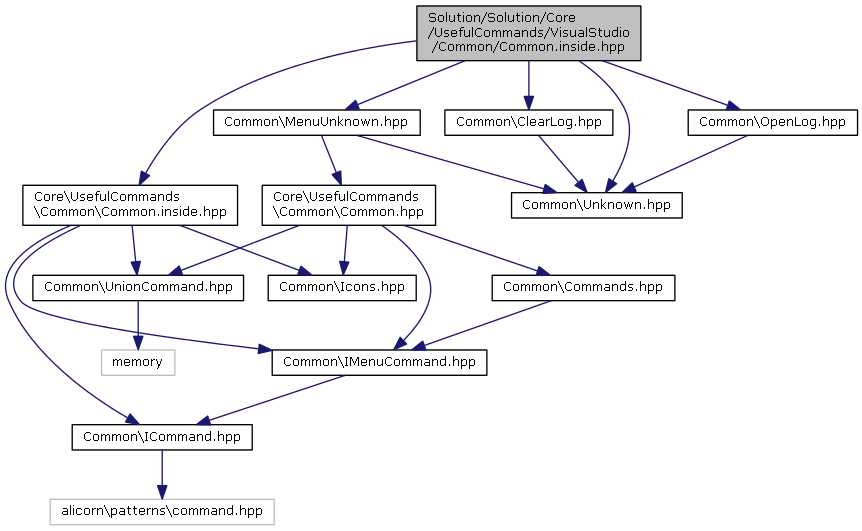 Solution/Solution/Core
/UsefulCommands/VisualStudio
/Common/Common.inside.hpp
Common\MenuUnknown.hpp
Common\ClearLog.hpp
Common\OpenLog.hpp
Core\UsefulCommands
\Common\Common.inside.hpp
Core\UsefulCommands
\Common\Common.hpp
Common\Unknown.hpp
Common\UnionCommand.hpp
Common\Icons.hpp
Common\Commands.hpp
memory
Common\IMenuCommand.hpp
Common\ICommand.hpp
alicorn\patterns\command.hpp